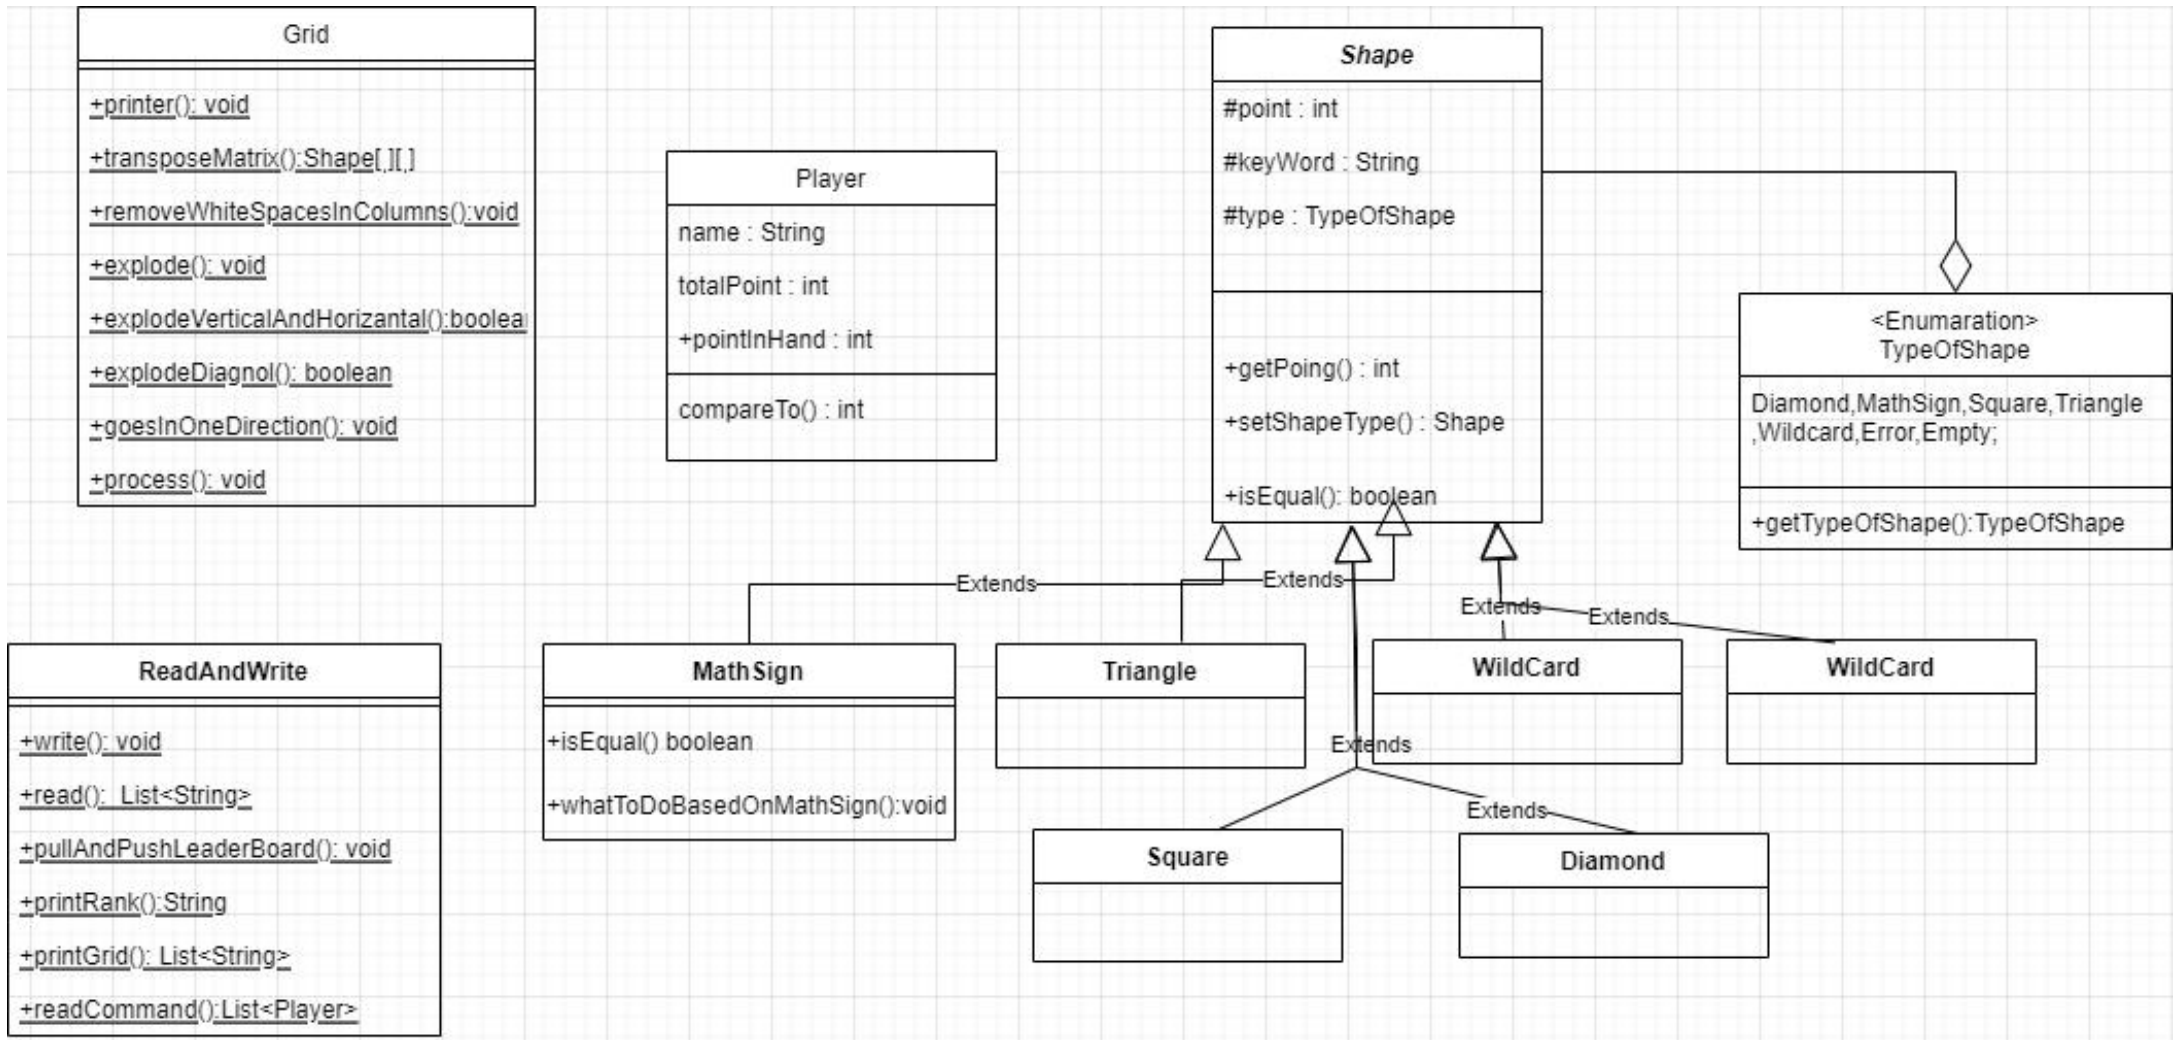 Grid
+printer(): void
+transposeMatrix():Shape[ ][ ]
+removeWhiteSpacesInColumns():void
+explode(): void
+explodeVerticalAndHorizantal():boolea
+explodeDiagnol(): boolean
+goesInOneDirection(): void
+process(): void
Player
name : String
totalPoint : int
+pointInHand : int
compareTo() : int
Shape
#point : int
#keyWord : String
#type : TypeOfShape
+getPoing() : int
+setShapeType() : Shape
+isEqual(): boolean
<Enumaration>
TypeOfShape
Diamond,MathSign,Square,Triangle
,Wildcard,Error,Empty;
+getTypeOfShape():TypeOfShape
Extends
Extends
Extends
Extends
ReadAndWrite
+write(): void
+read():  List<String>
+pullAndPushLeaderBoard(): void
+printRank():String
+printGrid(): List<String>
+readCommand():List<Player>
MathSign
+isEqual() boolean
+whatToDoBasedOnMathSign():void
Triangle
WildCard
WildCard
Extends
Extends
Square
Diamond